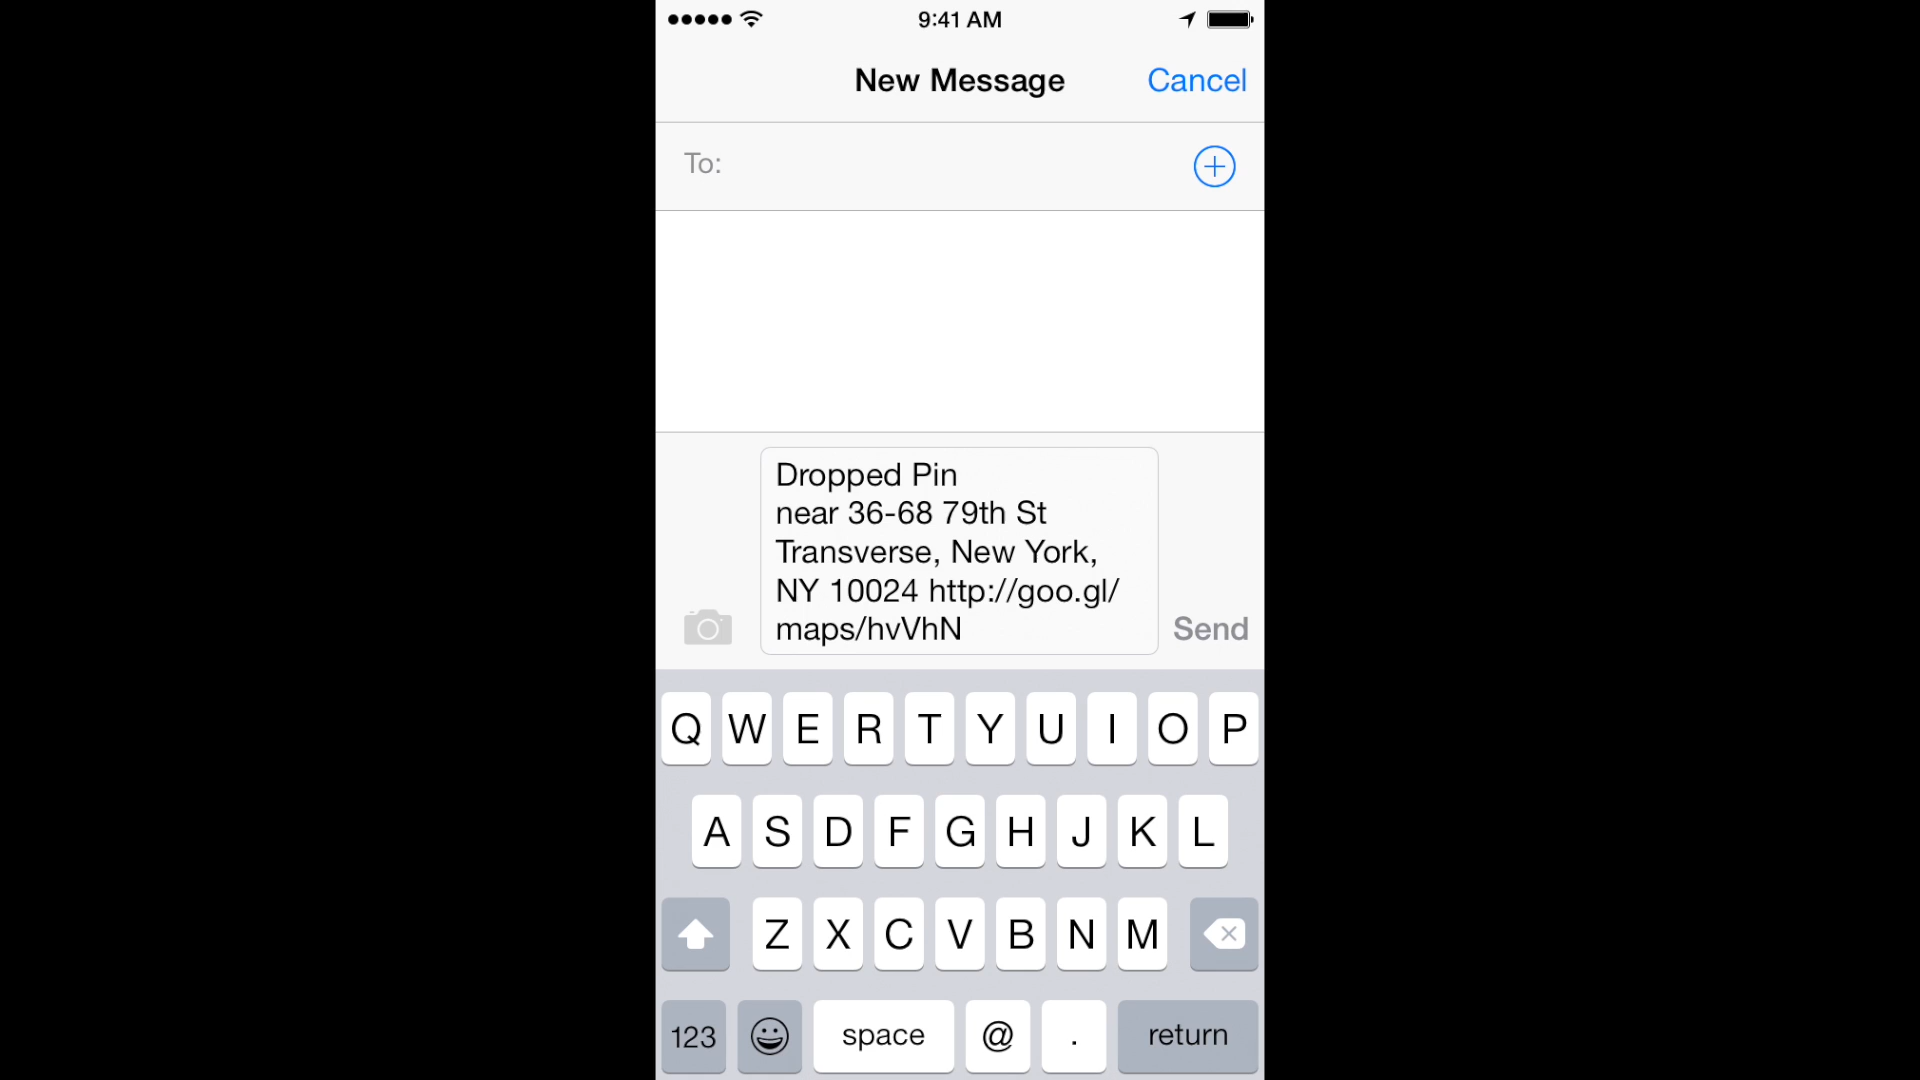 9:41 AM
New Message
Cancel
To:
Dropped Pin
near 36-68 79th St
Transverse, New York,
NY 10024 http://goo.gl/
maps/hvVhN
Send
Q W E R T Y U I O P
A S D F G H J K L
Z X C V B N M
123 space @ . return